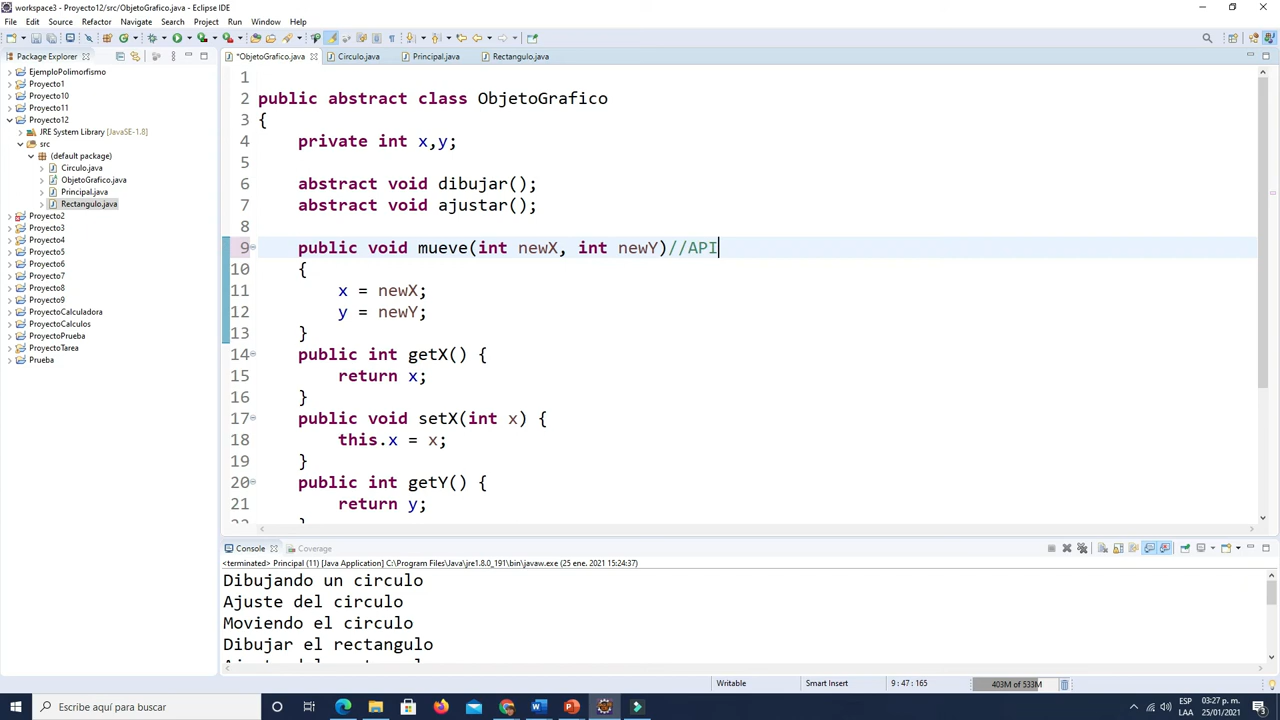 workspace3 - Proyecto12/src/ObjetoGrafico.java - Eclipse IDE
File Edit Source Refactor Navigate Search Project Run Window Help
Package Explorer
*ObjetoGrafico.java Circulo.java Principal.java Rectangulo.java
EjemploPolimorfismo
Proyecto1
Proyecto10
Proyecto11
Proyecto12
JRE System Library [JavaSE-1.8]
src
(default package)
Circulo.java
ObjetoGrafico.java
Principal.java
Rectangulo.java
Proyecto2
Proyecto3
Proyecto4
Proyecto5
Proyecto6
Proyecto7
Proyecto8
Proyecto9
ProyectoCalculadora
ProyectoCalculos
ProyectoPrueba
ProyectoTarea
Prueba
1
2 public abstract class ObjetoGrafico
3 {
4 private int x,y;
5
6 abstract void dibujar();
7 abstract void ajustar();
8
9 public void mueve(int newX, int newY)//API
10 {
11 x = newX;
12 y = newY;
13 }
14 public int getX() {
15 return x;
16 }
17 public void setX(int x) {
18 this.x = x;
19 }
20 public int getY() {
21 return y;
Console Coverage
<terminated> Principal (11) [Java Application] C:\Program Files\Java\jre1.8.0_191\bin\javaw.exe (25 ene. 2021 15:24:37)
Dibujando un circulo
Ajuste del circulo
Moviendo el circulo
Dibujar el rectangulo
Writable Smart Insert 9 : 47 : 165 403M of 533M
Escribe aquí para buscar
ESP
LAA
03:27 p. m.
25/01/2021